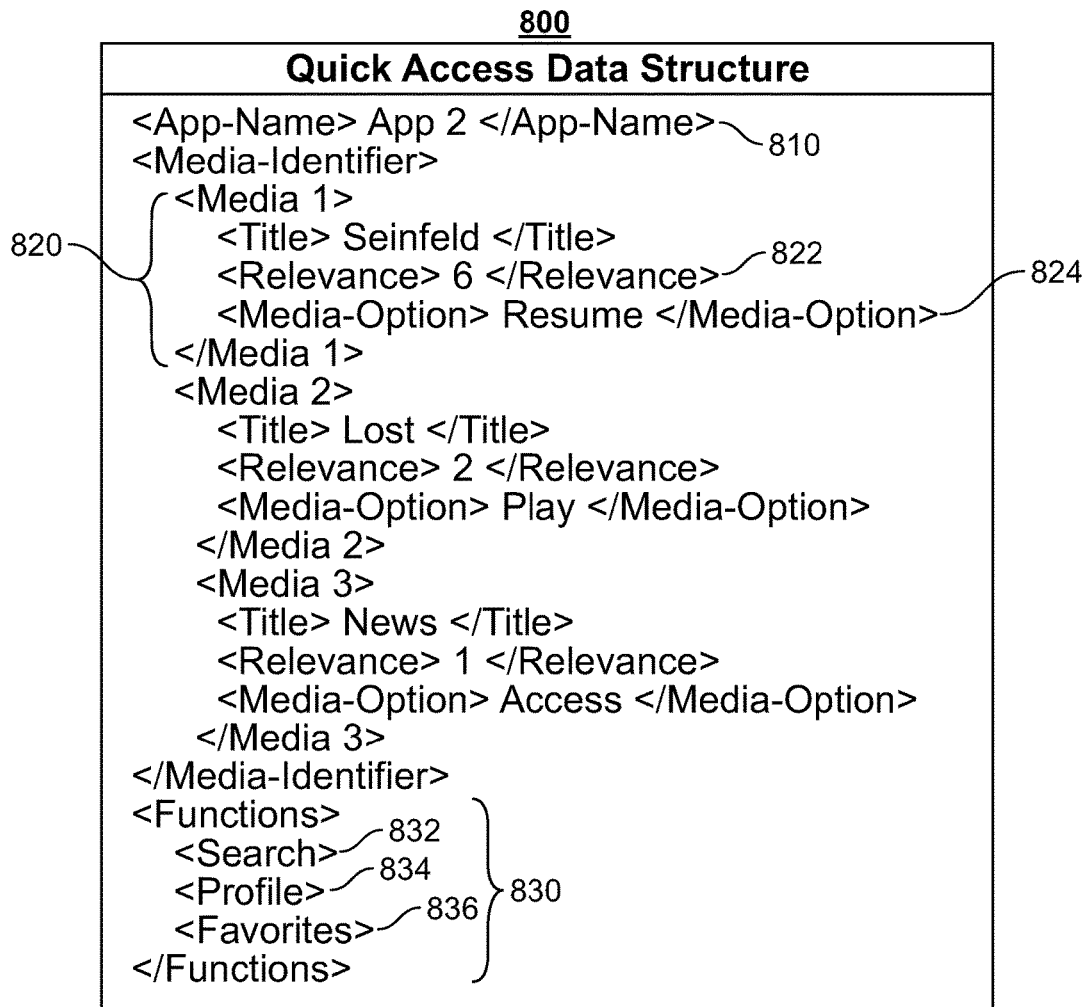 800
Quick Access Data Structure
<App-Name> App 2 </App-Name> 810
<Media-Identifier>
<Media 1>
820 <Title> Seinfeld </Title>
<Relevance> 6 </Relevance> 822
<Media-Option> Resume </Media-Option> 824
</Media 1>
<Media 2>
<Title> Lost </Title>
<Relevance> 2 </Relevance>
<Media-Option> Play </Media-Option>
</Media 2>
<Media 3>
<Title> News </Title>
<Relevance> 1 </Relevance>
<Media-Option> Access </Media-Option>
</Media 3>
</Media-Identifier>
<Functions>
<Search> 832
<Profile> 834 830
<Favorites> 836
</Functions>